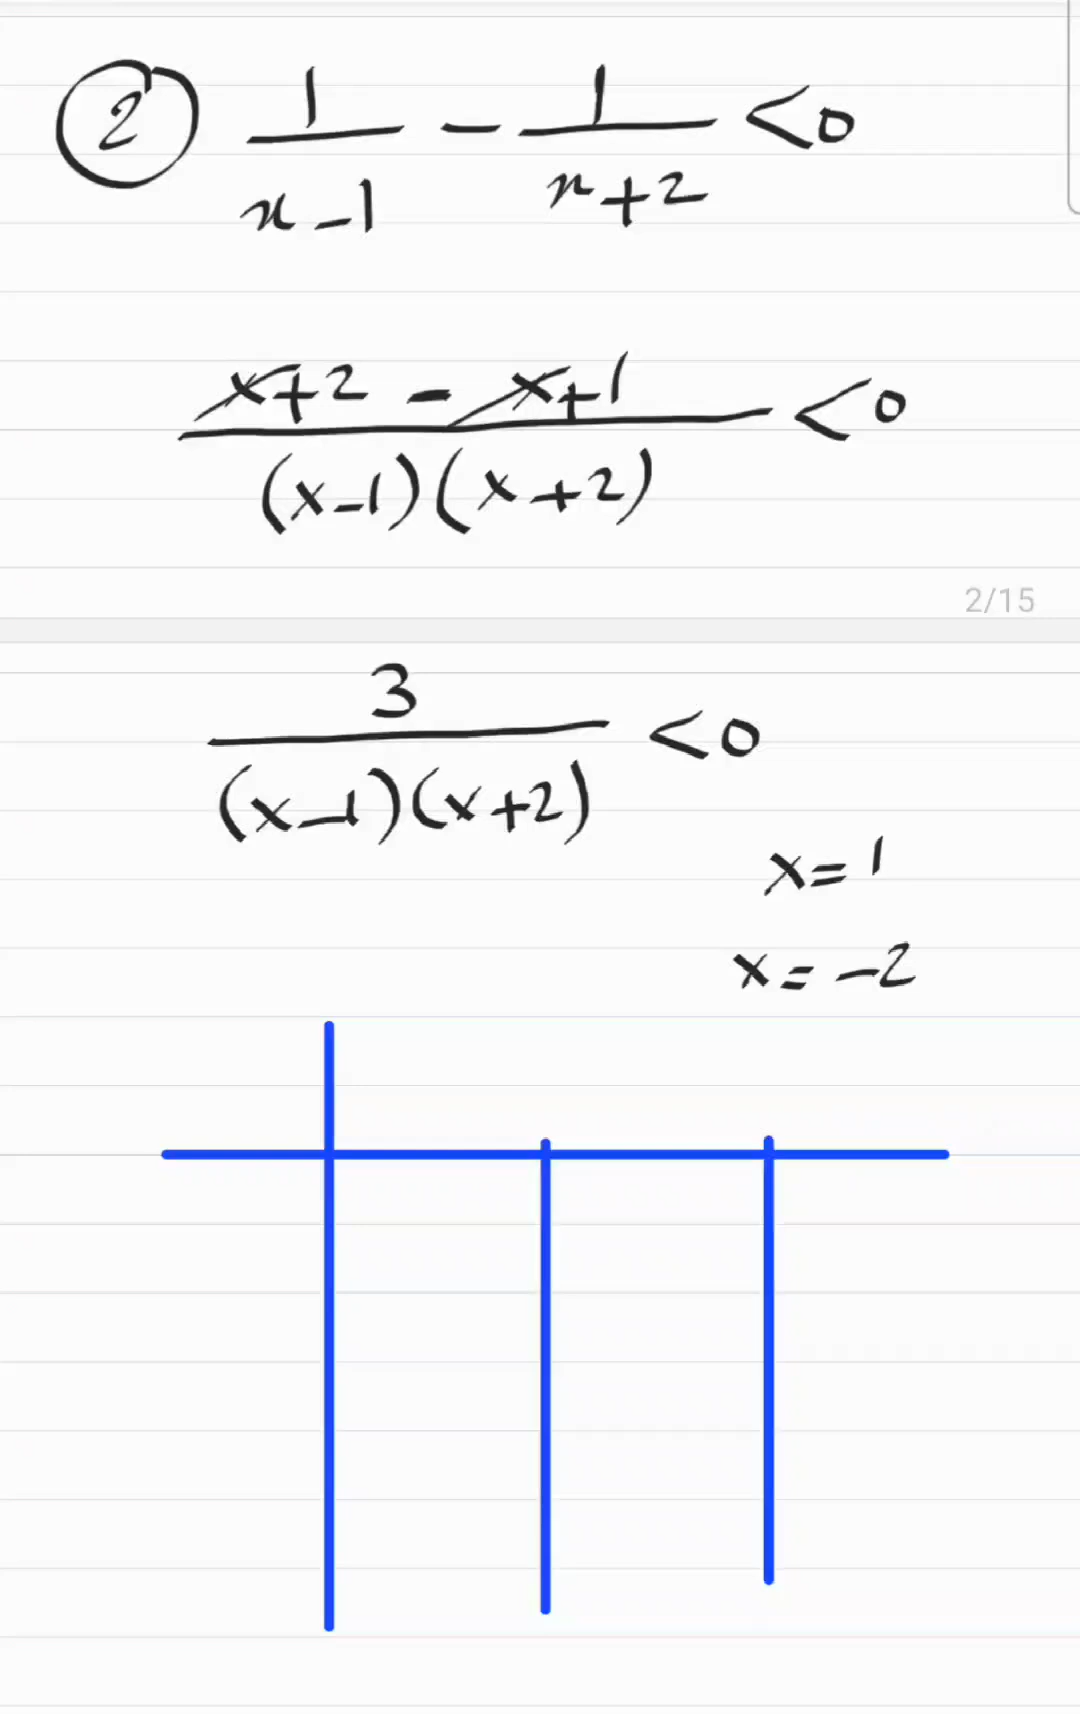 2 1/(x-1) - 1/(x+2) <0
(x+2 - x+1)/((x-1)(x+2)) <0
2/15
3/((x-1)(x+2)) <0
x=1
x=-2